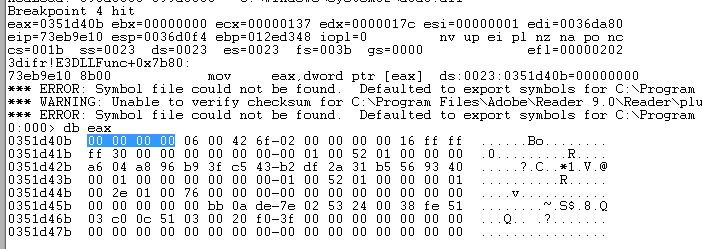 Breakpoint 4 hit
eax=0351d40b ebx=00000000 ecx=00000137 edx=0000017c esi=00000001 edi=0036da80
eip=73eb9e10 esp=0036d0f4 ebp=012ed348 iopl=0 nv up ei pl nz na po nc
cs=001b ss=0023 ds=0023 es=0023 fs=003b gs=0000 efl=00000202
3difr!E3DLLFunc+0x7b80:
73eb9e10 8b00 mov eax,dword ptr [eax] ds:0023:0351d40b=00000000
*** ERROR: Symbol file could not be found. Defaulted to export symbols for C:\Program
*** WARNING: Unable to verify checksum for C:\Program Files\Adobe\Reader 9.0\Reader\plu
*** ERROR: Symbol file could not be found. Defaulted to export symbols for C:\Program
0:000> db eax
0351d40b 00 00 00 00 06 00 42 6f-02 00 00 00 00 16 ff ff ......Bo........
0351d41b ff 30 00 00 00 00 00 00-00 01 00 52 01 00 00 00 .0.........R....
0351d42b a6 04 a8 96 b9 3f c5 43-b2 df 2a 31 b5 56 93 40 .....?.C..*1.V.@
0351d43b 00 01 00 00 00 00 00 00-01 00 52 01 00 00 01 ..........R.....
0351d44b 00 2e 01 00 76 00 00 00-00 00 00 00 00 00 00 ....v...........
0351d45b 00 00 00 00 00 bb 0a de-7e 02 53 24 00 38 fe 51 ........~.S$.8.Q
0351d46b 03 c0 0c 51 03 00 20 f0-3f 00 00 00 00 00 00 00 ...Q.. .?.......
0351d47b 00 00 00 00 00 00 00 00-00 00 00 00 00 00 00 00 ................